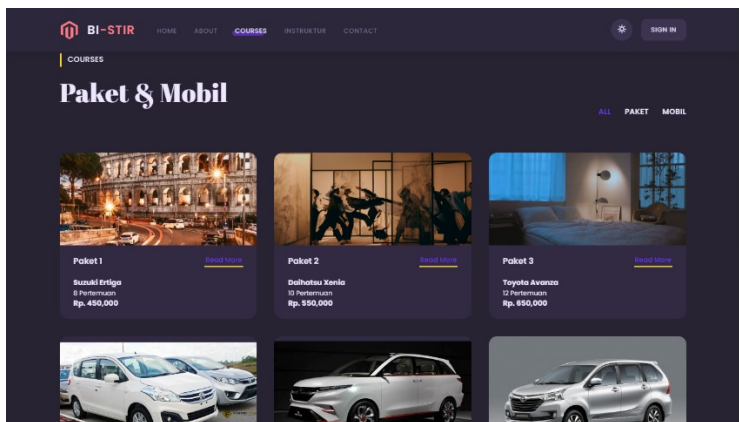 BI-STIR HOME ABOUT COURSES INSTRUKTUR CONTACT SIGN IN
COURSES
Paket & Mobil
ALL PAKET MOBIL
Paket 1 Read More
Suzuki Ertiga
8 Pertemuan
Rp. 450,000
Paket 2 Read More
Daihatsu Xenia
10 Pertemuan
Rp. 550,000
Paket 3 Read More
Toyota Avanza
12 Pertemuan
Rp. 650,000